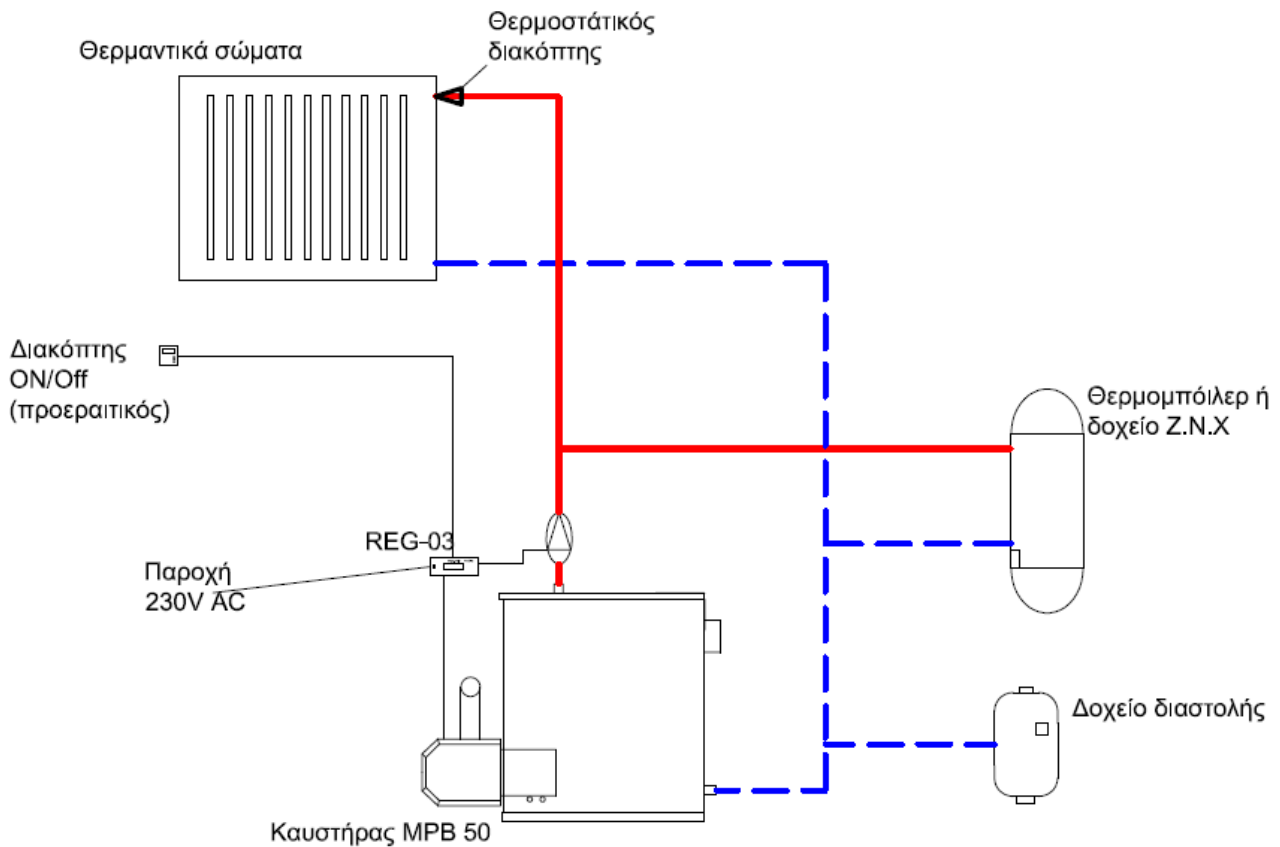 Θερμοστάτικός
διακόπτης
Θερμαντικά σώματα
Διακόπτης
ON/Off
(προεραιτικός)
Θερμομπόιλερ ή
δοχείο Ζ.Ν.Χ
REG-03
Παροχή
230V AC
Δοχείο διαστολής
Καυστήρας MPB 50